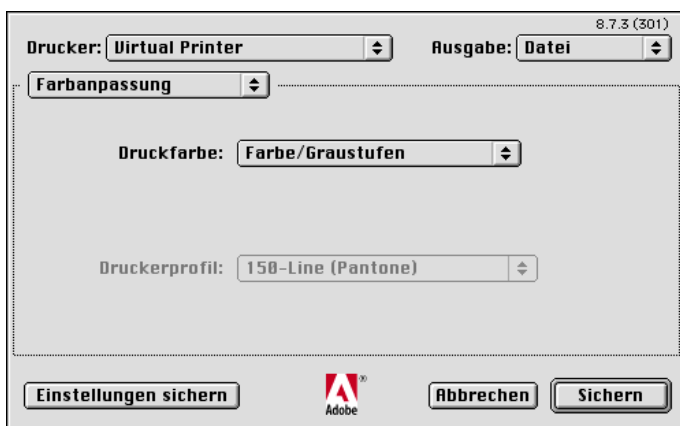 8.7.3 (301)
Drucker: Virtual Printer Ausgabe: Datei
Farbanpassung
Druckfarbe: Farbe/Graustufen
Druckerprofil: 150-Line (Pantone)
Einstellungen sichern Adobe® Abbrechen Sichern